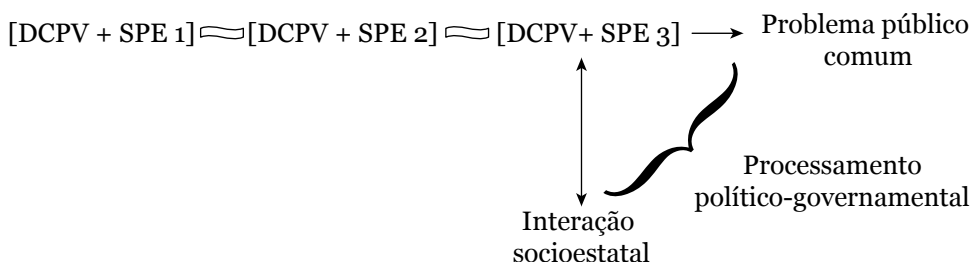 [DCPV + SPE 1] [DCPV + SPE 2] [DCPV+ SPE 3] Problema público
comum
Processamento
político-governamental
Interação
socioestatal